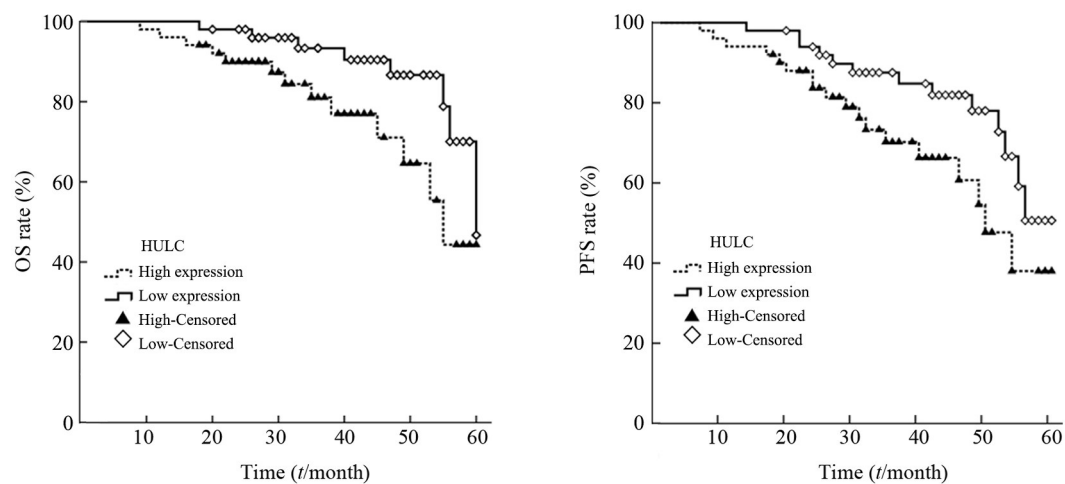 100
80
60
40
20
0
OS rate (%)
HULC
High expression
Low expression
High-Censored
Low-Censored
10 20 30 40 50 60
Time (t/month)
100
80
60
40
20
0
PFS rate (%)
HULC
High expression
Low expression
High-Censored
Low-Censored
10 20 30 40 50 60
Time (t/month)